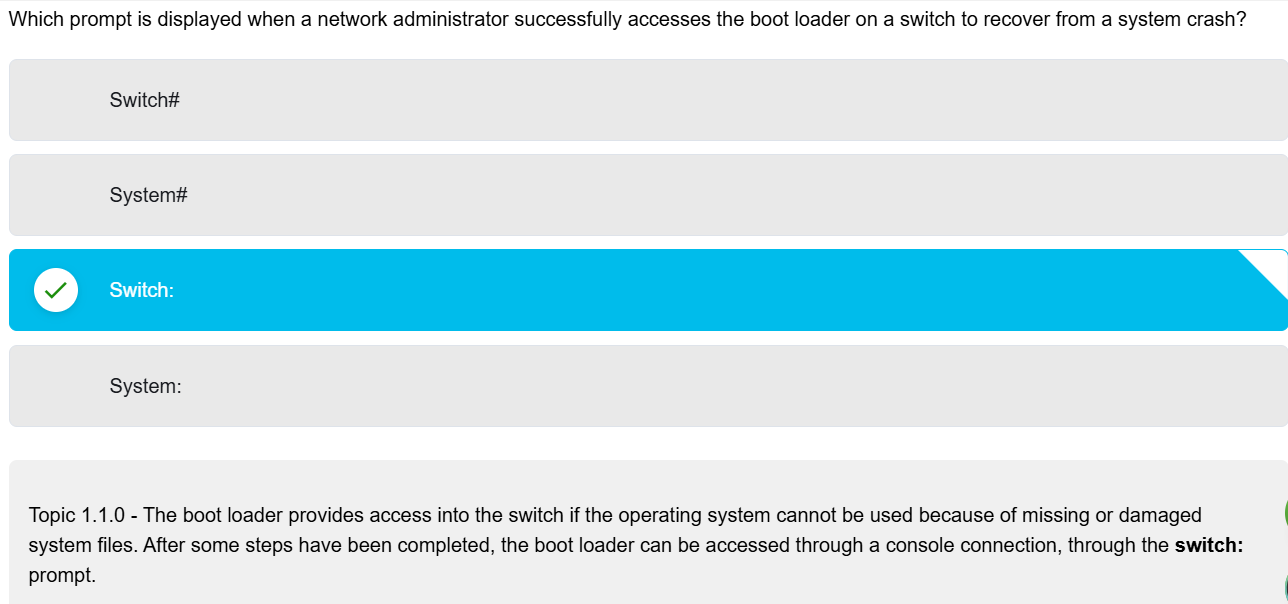 Which prompt is displayed when a network administrator successfully accesses the boot loader on a switch to recover from a system crash?
Switch#
System#
Switch:
System:
Topic 1.1.0 - The boot loader provides access into the switch if the operating system cannot be used because of missing or damaged
system files. After some steps have been completed, the boot loader can be accessed through a console connection, through the switch:
prompt.